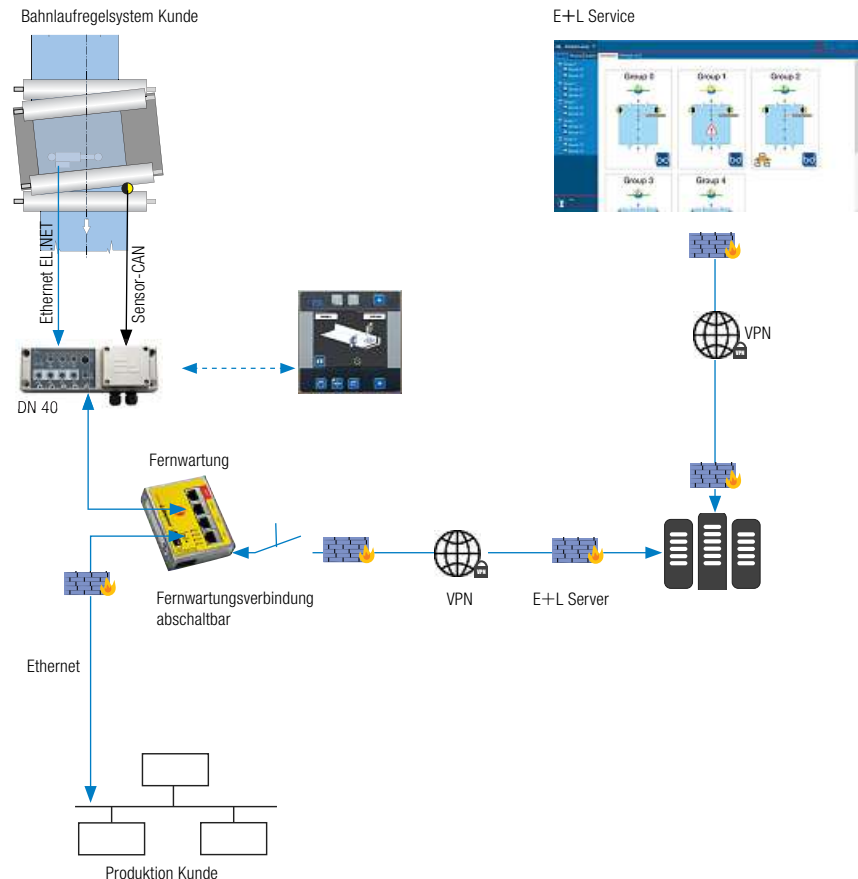 Bahnlaufregelsystem Kunde
E+L Service
Group 0
Group 1
Group 2
Group 3
Group 4
Ethernet EL.NET
Sensor-CAN
VPN
DN 40
Fernwartung
Fernwartungsverbindung
abschaltbar
VPN
E+L Server
Ethernet
Produktion Kunde